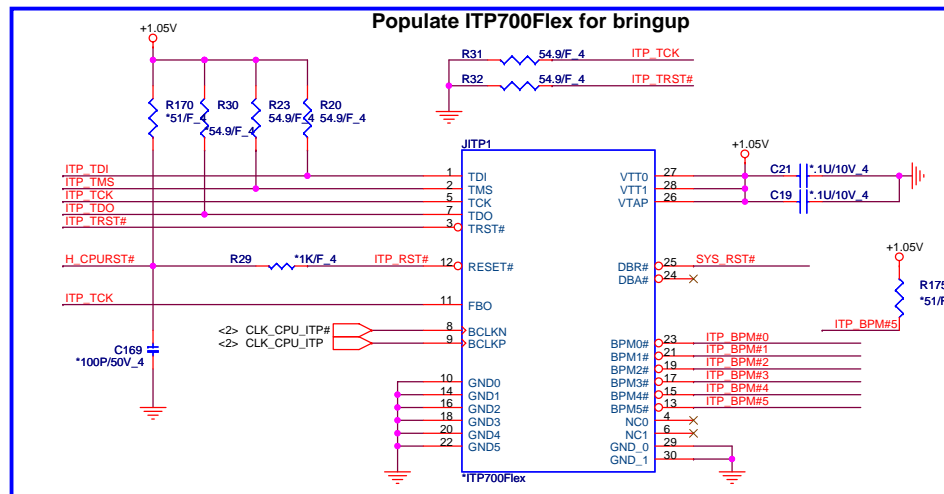 Populate ITP700Flex for bringup
+1.05V
R31 54.9/F_4 ITP_TCK
R32 54.9/F_4 ITP_TRST#
R170 R30 R23 R20
*51/F_4 *54.9/F_4 54.9/F_4 54.9/F_4
JITP1
+1.05V
ITP_TDI 1 TDI VTT0 27 C21 *.1U/10V_4
ITP_TMS 2 TMS VTT1 28
ITP_TCK 5 TCK VTAP 26 C19 *.1U/10V_4
ITP_TDO 7 TDO
ITP_TRST# 3 TRST#
+1.05V
H_CPURST# R29 *1K/F_4 ITP_RST# 12 RESET# DBR# 25 SYS_RST#
DBA# 24
R175
*51/F
ITP_TCK 11 FBO
<2> CLK_CPU_ITP# 8 BCLKN ITP_BPM#5
<2> CLK_CPU_ITP 9 BCLKP BPM0# 23 ITP_BPM#0
C169 BPM1# 21 ITP_BPM#1
*100P/50V_4 BPM2# 19 ITP_BPM#2
10 GND0 BPM3# 17 ITP_BPM#3
14 GND1 BPM4# 15 ITP_BPM#4
16 GND2 BPM5# 13 ITP_BPM#5
18 GND3 NC0 4
20 GND4 NC1 6
22 GND5 GND_0 29
GND_1 30
*ITP700Flex